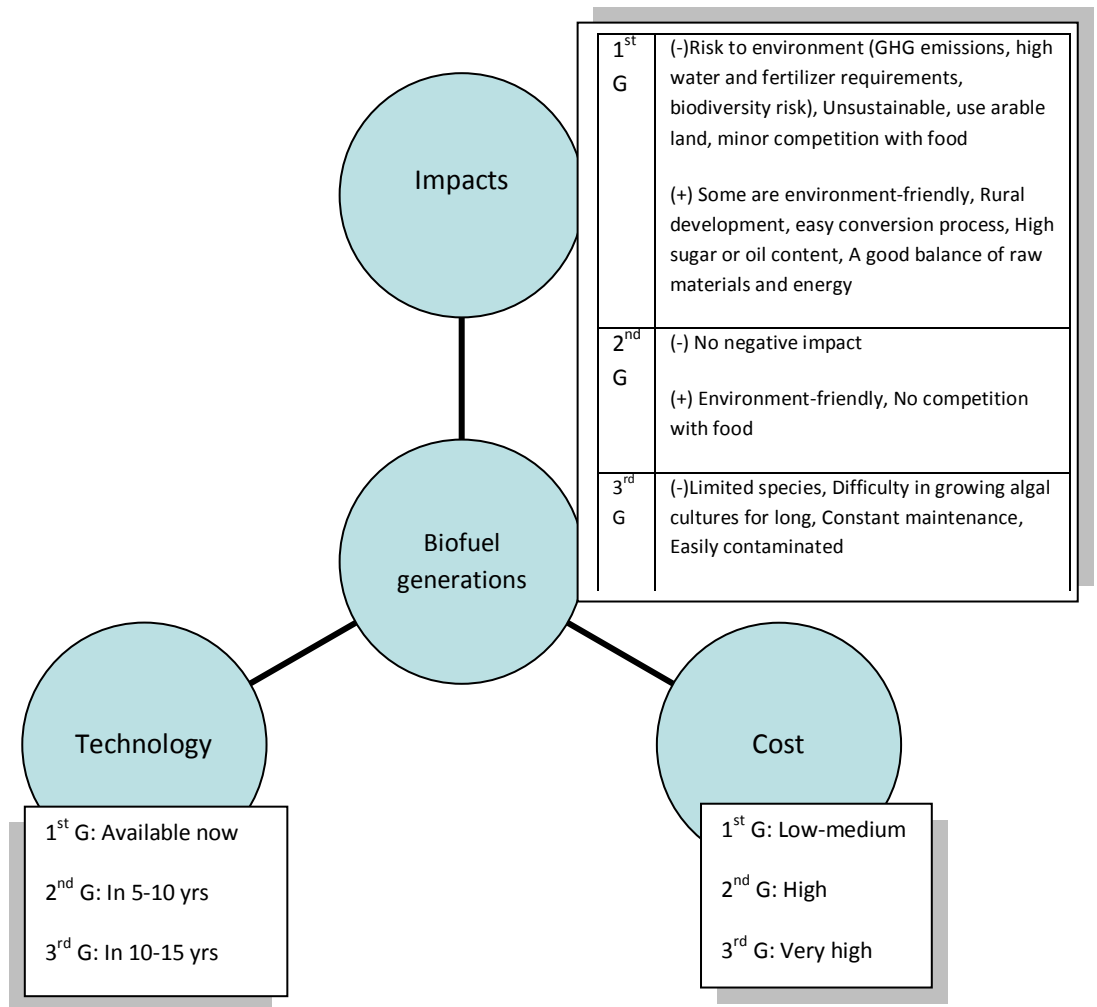 Impacts
1st G
(-)Risk to environment (GHG emissions, high
water and fertilizer requirements,
biodiversity risk), Unsustainable, use arable
land, minor competition with food
(+) Some are environment-friendly, Rural
development, easy conversion process, High
sugar or oil content, A good balance of raw
materials and energy
2nd G
(-) No negative impact
(+) Environment-friendly, No competition
with food
3rd G
(-)Limited species, Difficulty in growing algal
cultures for long, Constant maintenance,
Easily contaminated
Biofuel
generations
Technology
1st G: Available now
2nd G: In 5-10 yrs
3rd G: In 10-15 yrs
Cost
1st G: Low-medium
2nd G: High
3rd G: Very high